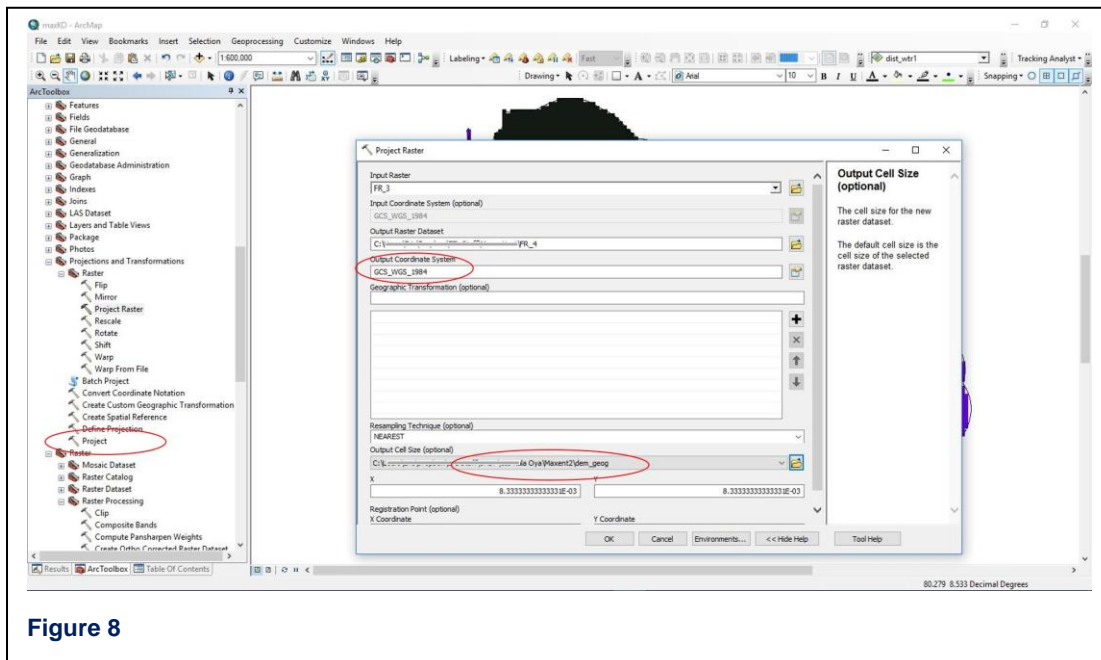 maxKO - ArcMap
File Edit View Bookmarks Insert Selection Geoprocessing Customize Windows Help
1:600,000 Labeling Fast dist_wtr1 Tracking Analyst
Drawing A Arial 10 B I U A Snapping
ArcToolbox
Features
Fields
File Geodatabase
General
Generalization
Geodatabase Administration
Graph
Indexes
Joins
LAS Dataset
Layers and Table Views
Package
Photos
Projections and Transformations
Raster
Flip
Mirror
Project Raster
Rescale
Rotate
Shift
Warp
Warp From File
Batch Project
Convert Coordinate Notation
Create Custom Geographic Transformation
Create Spatial Reference
Define Projection
Project
Raster
Mosaic Dataset
Raster Catalog
Raster Dataset
Raster Processing
Clip
Composite Bands
Compute Pansharpen Weights
Create Ortho Corrected Raster Dataset
Results ArcToolbox Table Of Contents
Project Raster
Input Raster
FR_3
Input Coordinate System (optional)
GCS_WGS_1984
Output Raster Dataset
C:\ \FR_4
Output Coordinate System
GCS_WGS_1984
Geographic Transformation (optional)
Resampling Technique (optional)
NEAREST
Output Cell Size (optional)
C:\ Oya\Maxent2\dem_geog
X Y
8.3333333333333331E-03 8.3333333333333331E-03
Registration Point (optional)
X Coordinate Y Coordinate
OK Cancel Environments... << Hide Help Tool Help
Output Cell Size
(optional)
The cell size for the new
raster dataset.
The default cell size is the
cell size of the selected
raster dataset.
80.279 8.533 Decimal Degrees
Figure 8